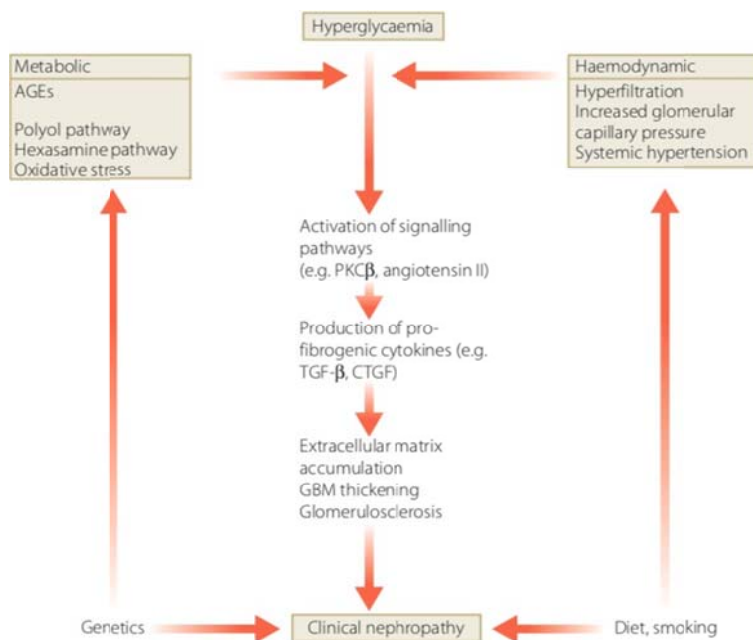 Hyperglycaemia
Metabolic
AGEs
Polyol pathway
Hexasamine pathway
Oxidative stress
Haemodynamic
Hyperfiltration
Increased glomerular
capillary pressure
Systemic hypertension
Activation of signalling
pathways
(e.g. PKCβ, angiotensin II)
Production of pro-
fibrogenic cytokines (e.g.
TGF-β, CTGF)
Extracellular matrix
accumulation
GBM thickening
Glomerulosclerosis
Genetics
Clinical nephropathy
Diet, smoking